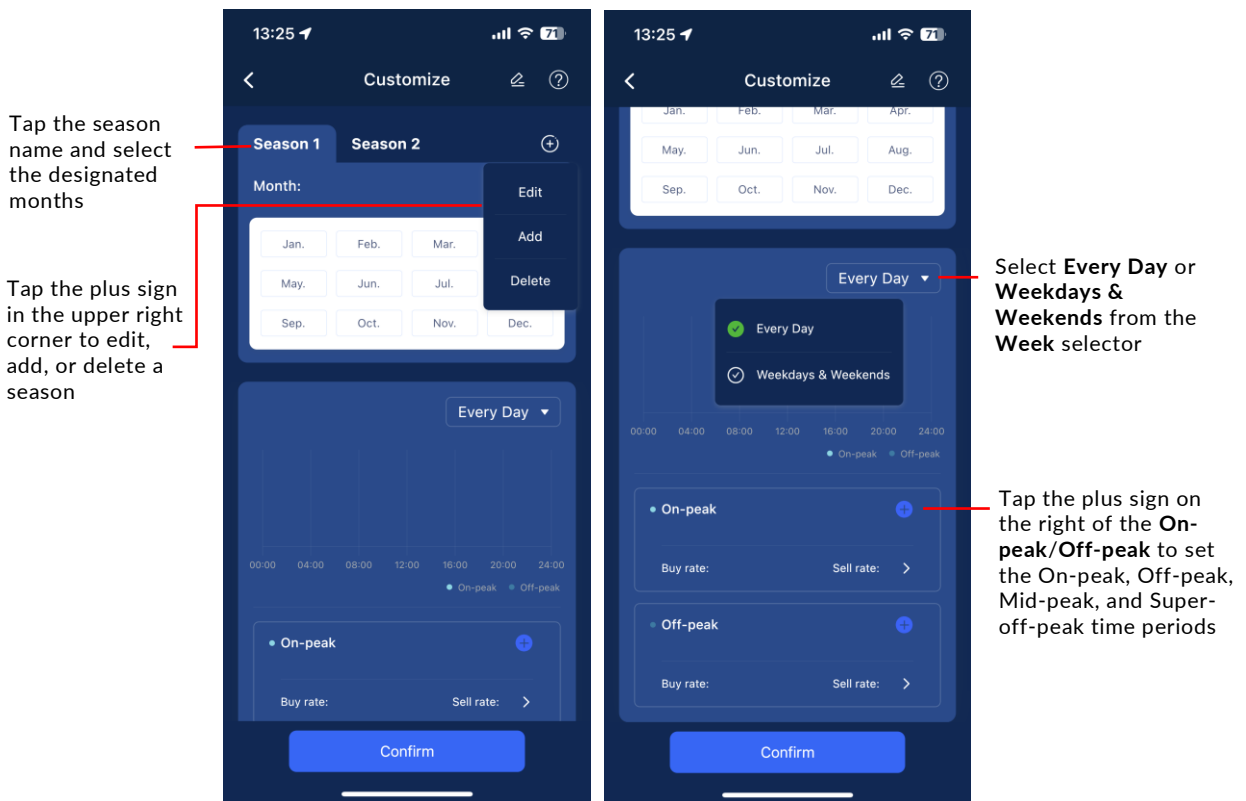 Tap the season
name and select
the designated
months
Tap the plus sign
in the upper right
corner to edit,
add, or delete a
season
13:25
71
Customize
Season 1
Season 2
Month:
Edit
Add
Delete
Jan.
Feb.
Mar.
May.
Jun.
Jul.
Sep.
Oct.
Nov.
Dec.
Every Day
00:00 04:00 08:00 12:00 16:00 20:00 24:00
On-peak Off-peak
On-peak
Buy rate:
Sell rate:
Confirm
13:25
71
Customize
Jan.
Feb.
Mar.
Apr.
May.
Jun.
Jul.
Aug.
Sep.
Oct.
Nov.
Dec.
Every Day
Every Day
Weekdays & Weekends
00:00 04:00 08:00 12:00 16:00 20:00 24:00
On-peak Off-peak
On-peak
Buy rate:
Sell rate:
Off-peak
Buy rate:
Sell rate:
Confirm
Select Every Day or
Weekdays &
Weekends from the
Week selector
Tap the plus sign on
the right of the On-
peak/Off-peak to set
the On-peak, Off-peak,
Mid-peak, and Super-
off-peak time periods